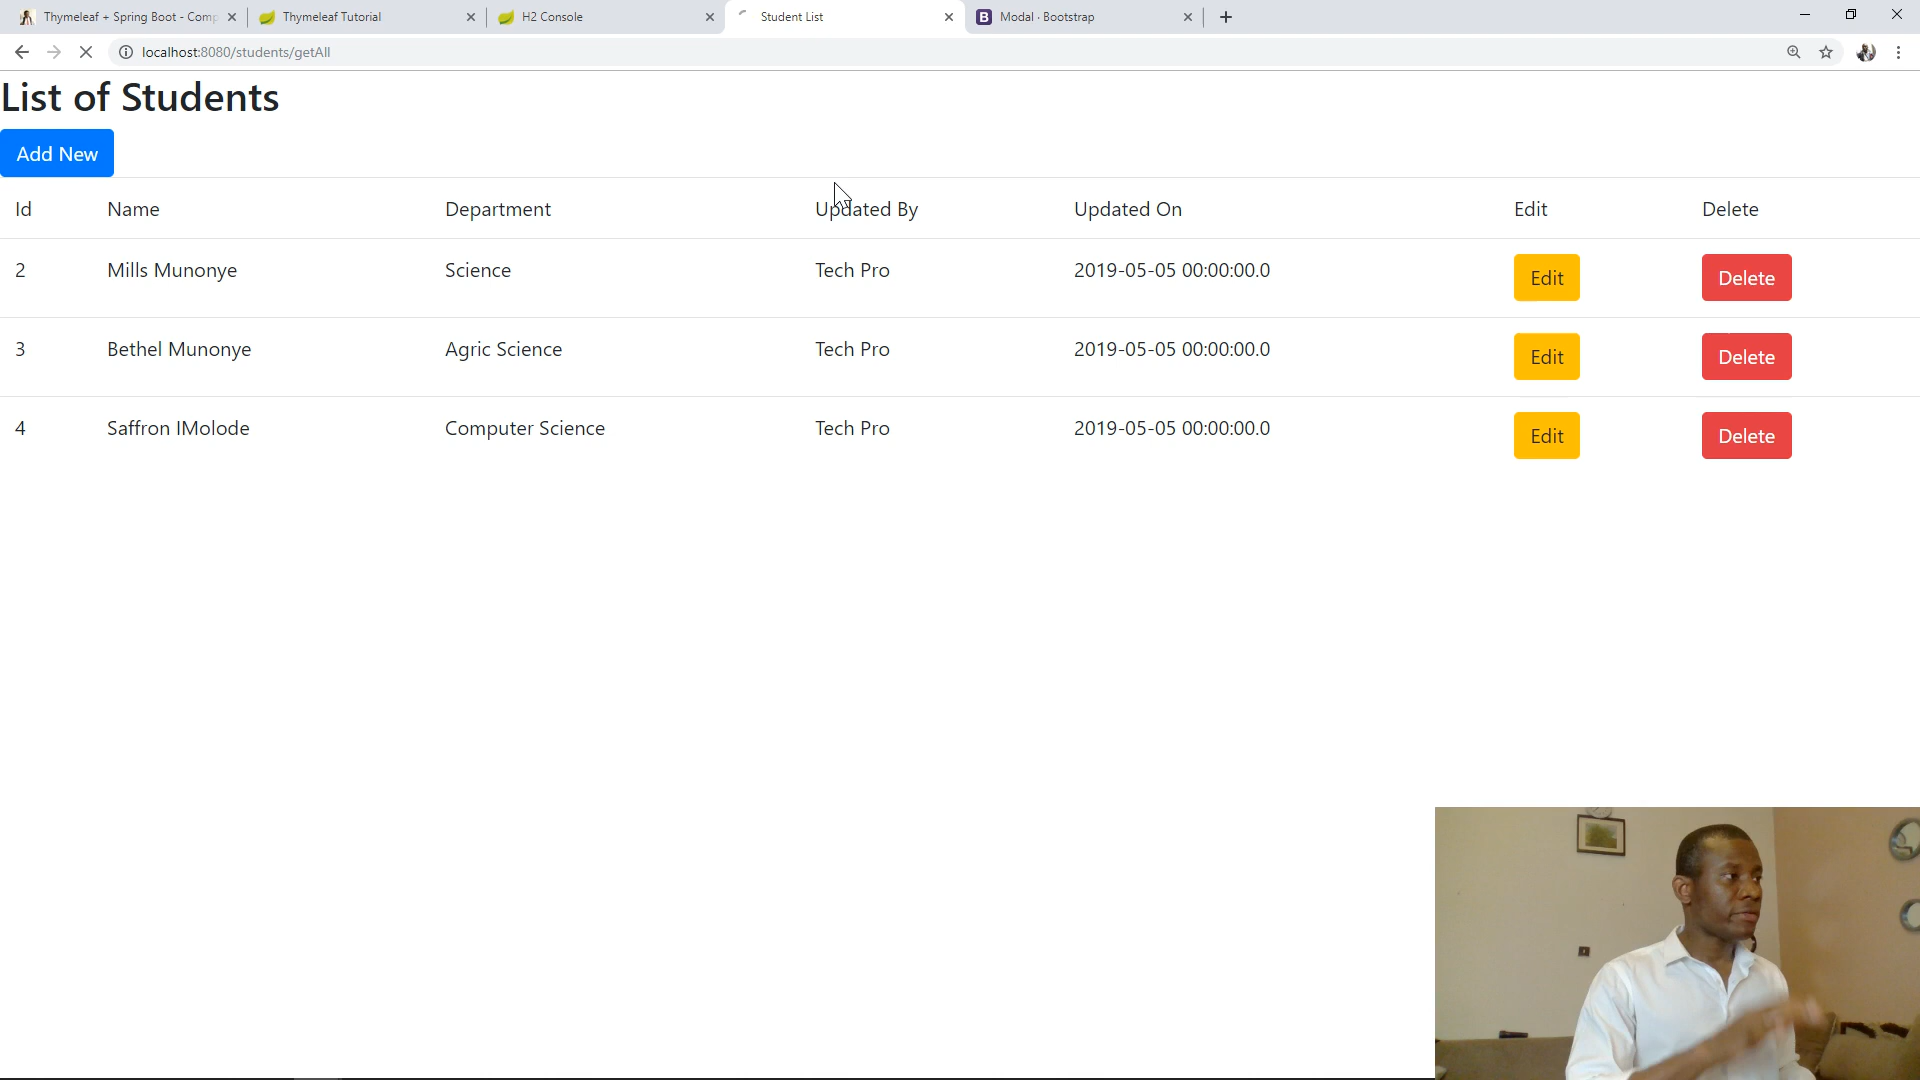 Thymeleaf + Spring Boot - Comp
Thymeleaf Tutorial
H2 Console
Student List
Modal · Bootstrap
localhost:8080/students/getAll
List of Students
Add New
Id Name Department Updated By Updated On Edit Delete
2 Mills Munonye Science Tech Pro 2019-05-05 00:00:00.0 Edit Delete
3 Bethel Munonye Agric Science Tech Pro 2019-05-05 00:00:00.0 Edit Delete
4 Saffron IMolode Computer Science Tech Pro 2019-05-05 00:00:00.0 Edit Delete